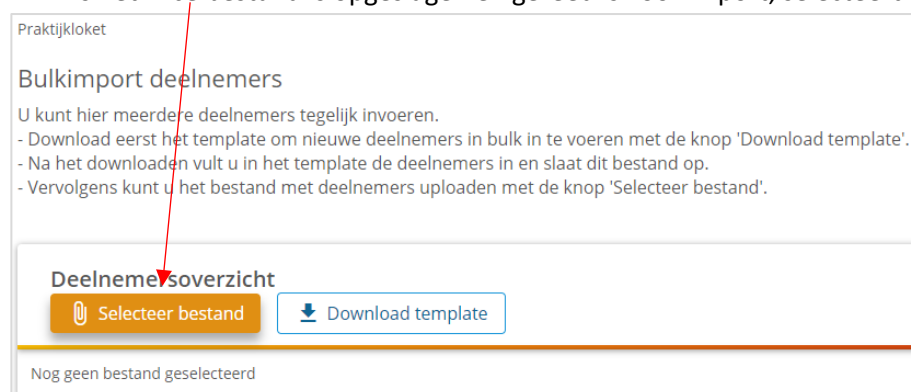 Praktijkloket
Bulkimport deelnemers
U kunt hier meerdere deelnemers tegelijk invoeren.
- Download eerst het template om nieuwe deelnemers in bulk in te voeren met de knop 'Download template'.
- Na het downloaden vult u in het template de deelnemers in en slaat dit bestand op.
- Vervolgens kunt u het bestand met deelnemers uploaden met de knop 'Selecteer bestand'.
Deelnemersoverzicht
Selecteer bestand
Download template
Nog geen bestand geselecteerd